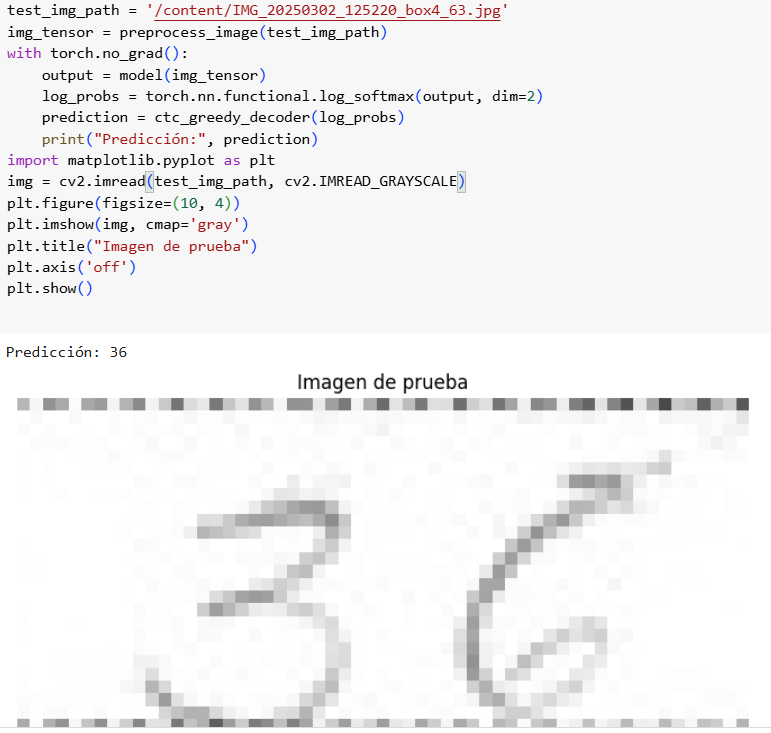 test_img_path = '/content/IMG_20250302_125220_box4_63.jpg'
img_tensor = preprocess_image(test_img_path)
with torch.no_grad():
    output = model(img_tensor)
    log_probs = torch.nn.functional.log_softmax(output, dim=2)
    prediction = ctc_greedy_decoder(log_probs)
    print("Predicción:", prediction)
import matplotlib.pyplot as plt
img = cv2.imread(test_img_path, cv2.IMREAD_GRAYSCALE)
plt.figure(figsize=(10, 4))
plt.imshow(img, cmap='gray')
plt.title("Imagen de prueba")
plt.axis('off')
plt.show()
Predicción: 36
Imagen de prueba
36